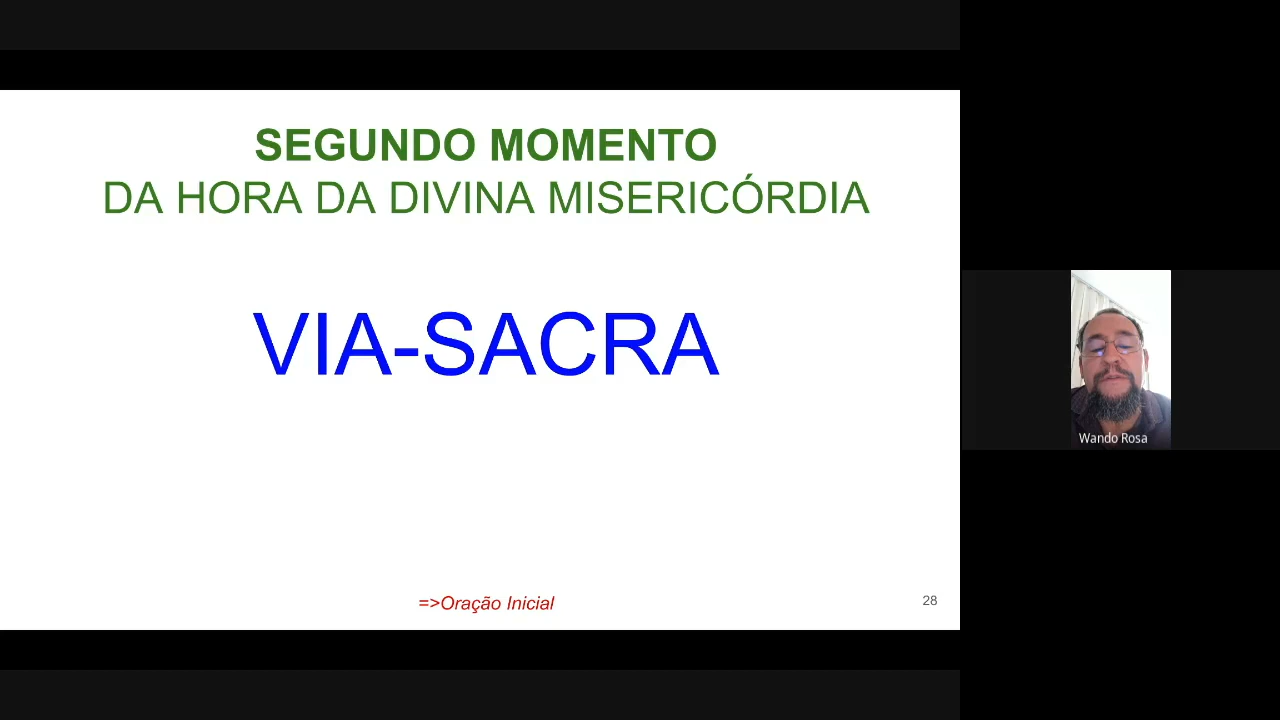 SEGUNDO MOMENTO
DA HORA DA DIVINA MISERICÓRDIA
VIA-SACRA
=>Oração Inicial
28
Wando Rosa